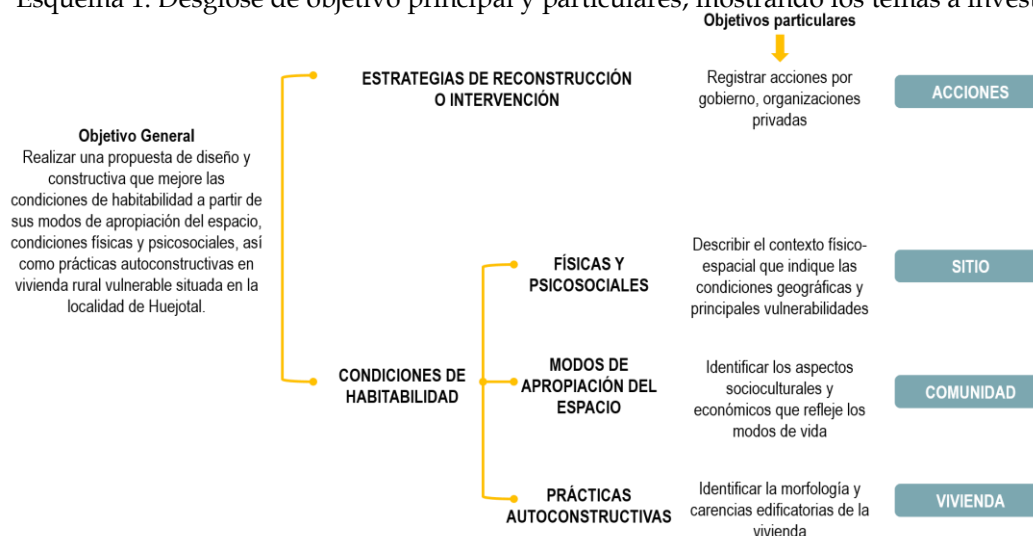 Esquema 1. Desglose de objetivo principal y particulares, mostrando los temas a invest
Objetivos particulares
ESTRATEGIAS DE RECONSTRUCCIÓN
O INTERVENCIÓN
Registrar acciones por
gobierno, organizaciones
privadas
ACCIONES
Objetivo General
Realizar una propuesta de diseño y
constructiva que mejore las
condiciones de habitabilidad a partir de
sus modos de apropiación del espacio,
condiciones físicas y psicosociales, así
como prácticas autoconstructivas en
vivienda rural vulnerable situada en la
localidad de Huejotal.
CONDICIONES DE
HABITABILIDAD
FÍSICAS Y
PSICOSOCIALES
Describir el contexto físico-
espacial que indique las
condiciones geográficas y
principales vulnerabilidades
SITIO
MODOS DE
APROPIACIÓN DEL
ESPACIO
Identificar los aspectos
socioculturales y
económicos que refleje los
modos de vida
COMUNIDAD
PRÁCTICAS
AUTOCONSTRUCTIVAS
Identificar la morfología y
carencias edificatorias de la
vivienda
VIVIENDA